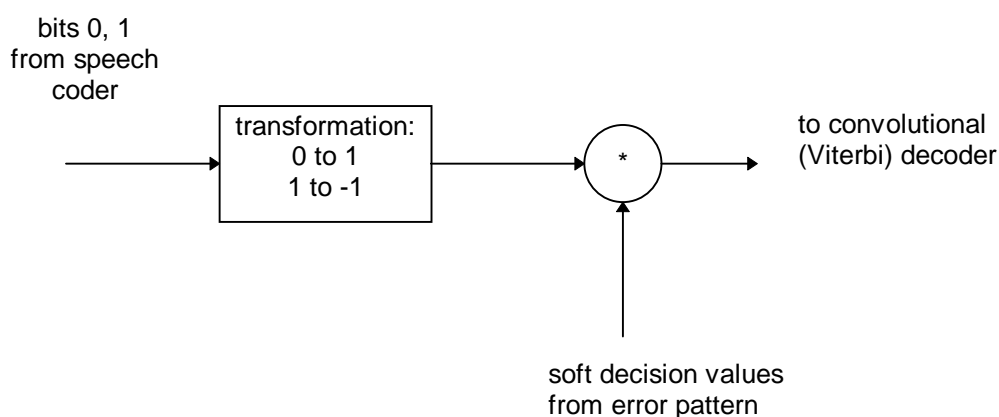 bits 0, 1
from speech
coder
transformation:
0 to 1
1 to -1
*
to convolutional
(Viterbi) decoder
soft decision values
from error pattern